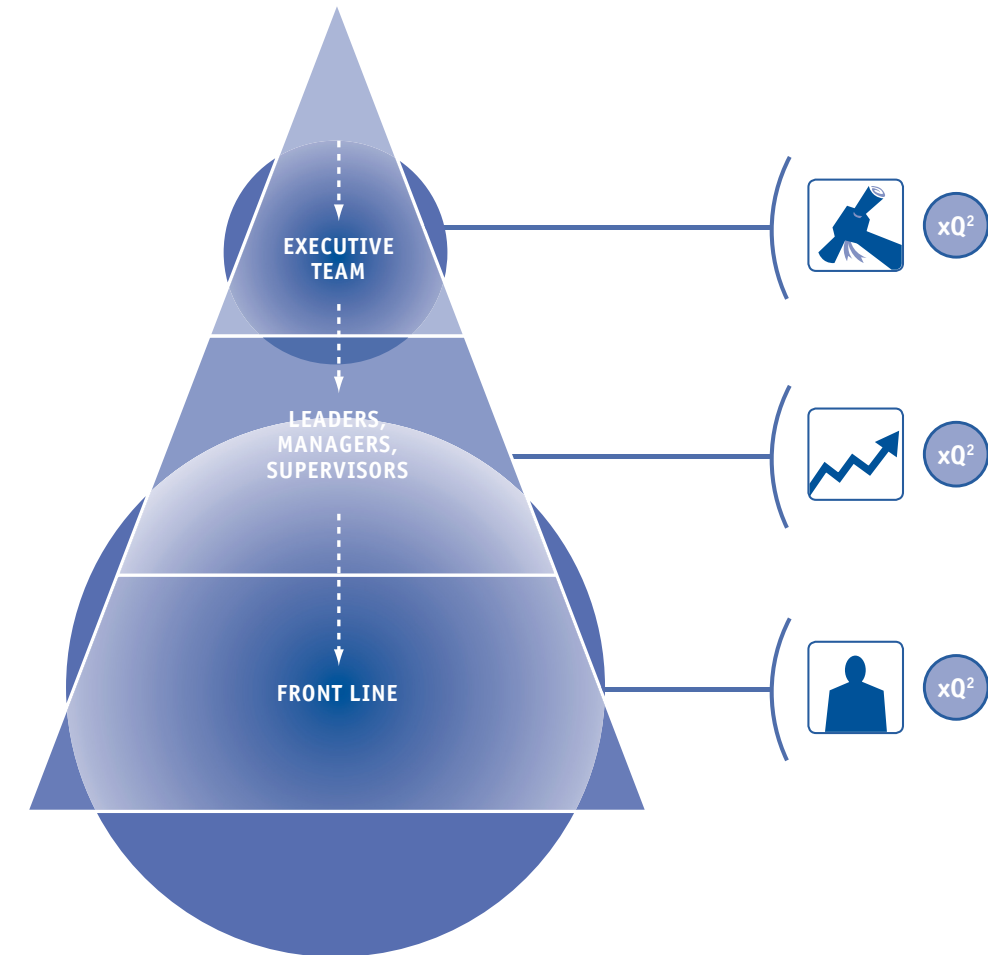 EXECUTIVE
TEAM
xQ²
LEADERS,
MANAGERS,
SUPERVISORS
xQ²
FRONT LINE
xQ²